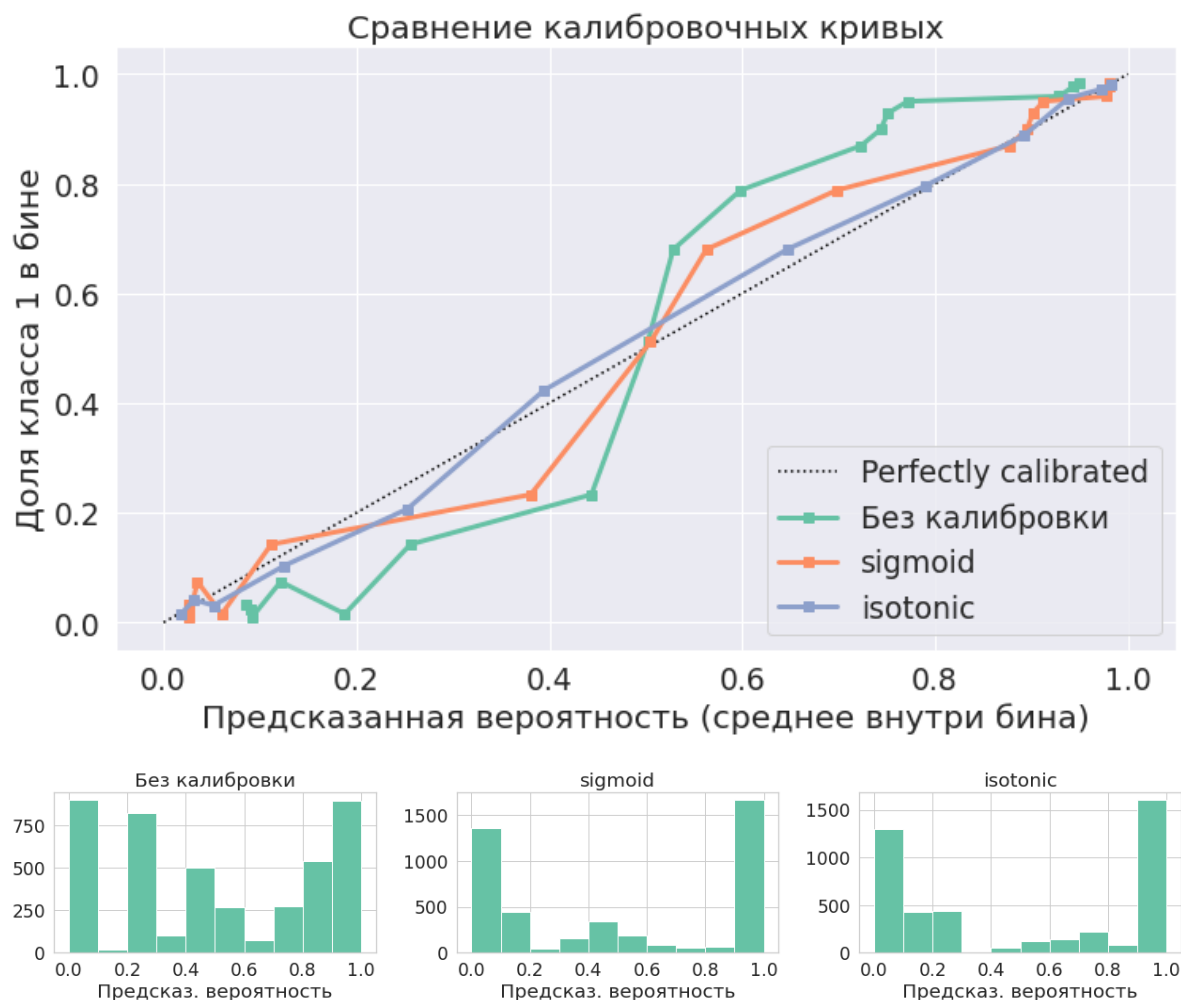 Сравнение калибровочных кривых
Доля класса 1 в бине
1.0
0.8
0.6
0.4
0.2
0.0
Perfectly calibrated
Без калибровки
sigmoid
isotonic
0.0 0.2 0.4 0.6 0.8 1.0
Предсказанная вероятность (среднее внутри бина)
Без калибровки
750
500
250
0
0.0 0.2 0.4 0.6 0.8 1.0
Предсказ. вероятность
sigmoid
1500
1000
500
0
0.0 0.2 0.4 0.6 0.8 1.0
Предсказ. вероятность
isotonic
1500
1000
500
0
0.0 0.2 0.4 0.6 0.8 1.0
Предсказ. вероятность